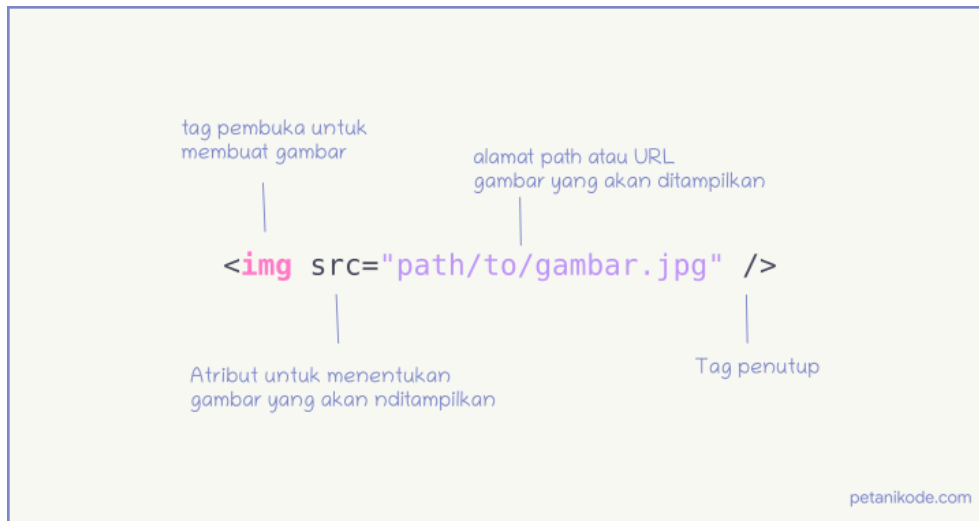 tag pembuka untuk
membuat gambar
alamat path atau URL
gambar yang akan ditampilkan
<img src="path/to/gambar.jpg" />
Atribut untuk menentukan
gambar yang akan nditampilkan
Tag penutup
petanikode.com